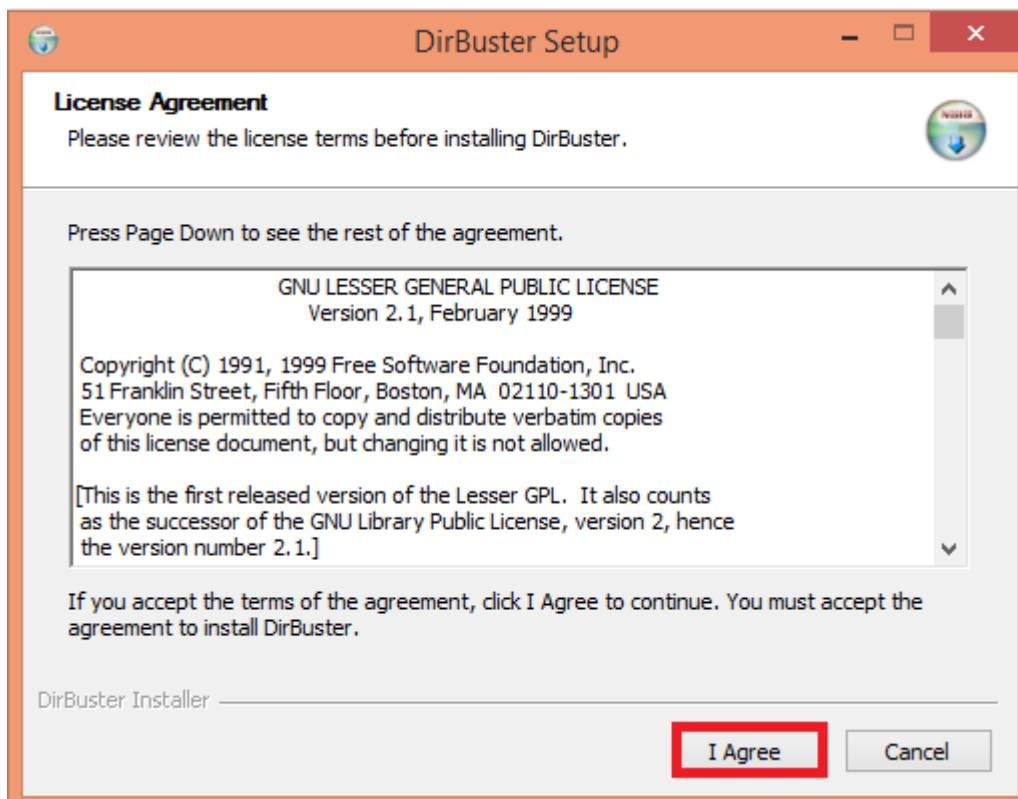 DirBuster Setup
License Agreement
Please review the license terms before installing DirBuster.
Press Page Down to see the rest of the agreement.
GNU LESSER GENERAL PUBLIC LICENSE
Version 2.1, February 1999
Copyright (C) 1991, 1999 Free Software Foundation, Inc.
51 Franklin Street, Fifth Floor, Boston, MA 02110-1301 USA
Everyone is permitted to copy and distribute verbatim copies
of this license document, but changing it is not allowed.
[This is the first released version of the Lesser GPL. It also counts
as the successor of the GNU Library Public License, version 2, hence
the version number 2.1.]
If you accept the terms of the agreement, click I Agree to continue. You must accept the
agreement to install DirBuster.
DirBuster Installer
I Agree
Cancel